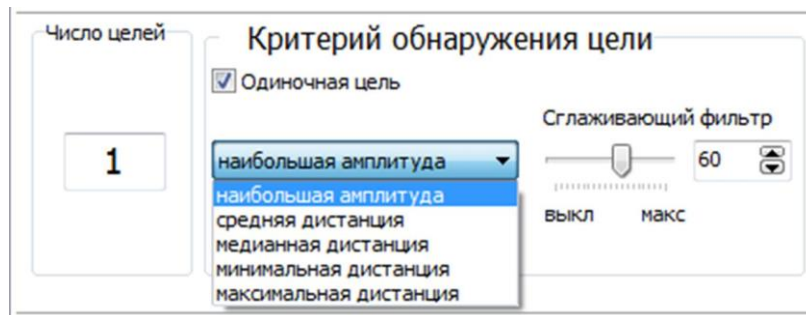 Число целей
Критерий обнаружения цели
Одиночная цель
Сглаживающий фильтр
1
наибольшая амплитуда
60
наибольшая амплитуда
средняя дистанция
выкл макс
медианная дистанция
минимальная дистанция
максимальная дистанция